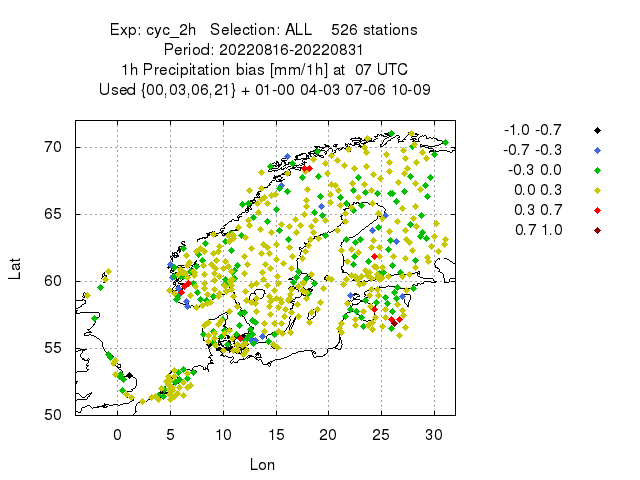 Exp: cyc_2h Selection: ALL 526 stations
Period: 20220816-20220831
1h Precipitation bias [mm/1h] at 07 UTC
Used {00,03,06,21} + 01-00 04-03 07-06 10-09
-1.0 -0.7
-0.7 -0.3
-0.3 0.0
0.0 0.3
0.3 0.7
0.7 1.0
70
65
60
55
50
Lat
0 5 10 15 20 25 30
Lon